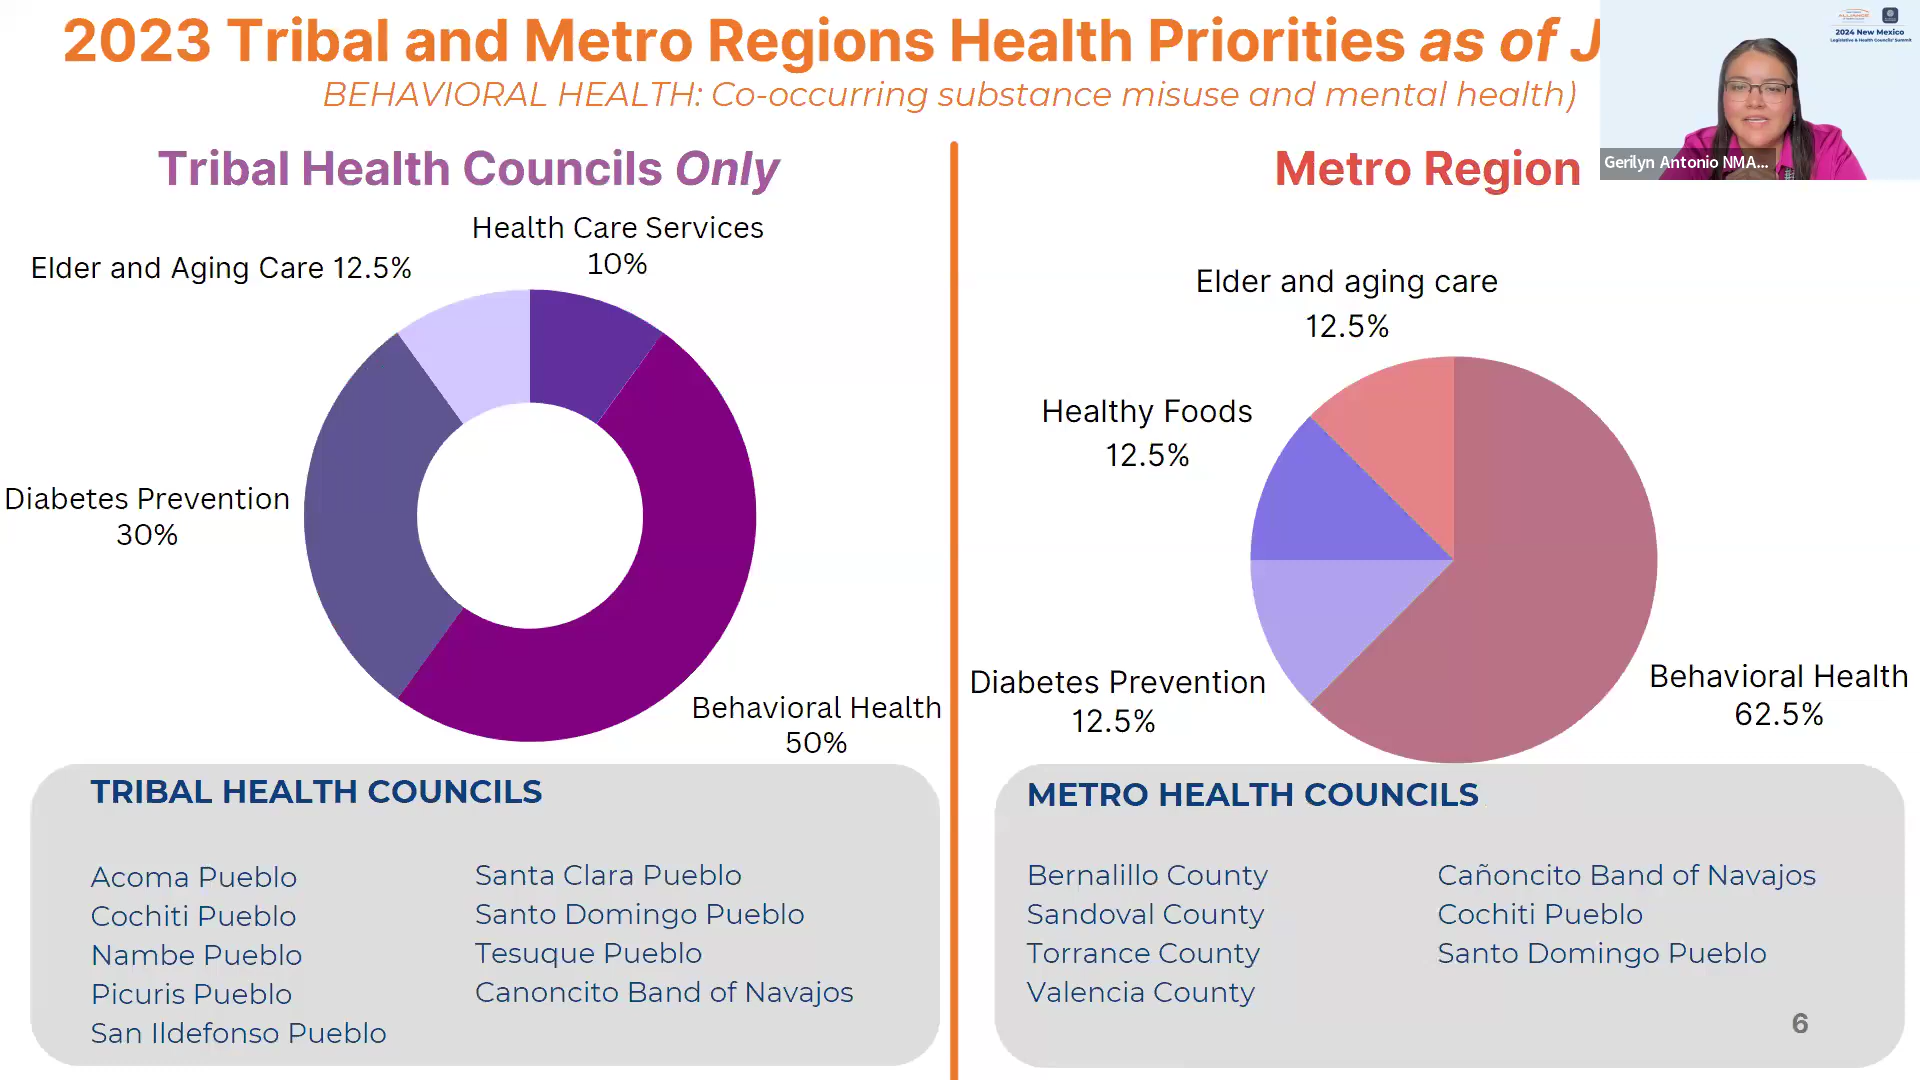 2023 Tribal and Metro Regions Health Priorities as of J
BEHAVIORAL HEALTH: Co-occurring substance misuse and mental health)
2024 New Mexico
Legislative & Health Councils' Summit
Gerilyn Antonio NMA...
Tribal Health Councils Only
Health Care Services
10%
Elder and Aging Care 12.5%
Diabetes Prevention
30%
Behavioral Health
50%
TRIBAL HEALTH COUNCILS
Acoma Pueblo
Cochiti Pueblo
Nambe Pueblo
Picuris Pueblo
San Ildefonso Pueblo
Santa Clara Pueblo
Santo Domingo Pueblo
Tesuque Pueblo
Canoncito Band of Navajos
Metro Region
Elder and aging care
12.5%
Healthy Foods
12.5%
Diabetes Prevention
12.5%
Behavioral Health
62.5%
METRO HEALTH COUNCILS
Bernalillo County
Sandoval County
Torrance County
Valencia County
Cañoncito Band of Navajos
Cochiti Pueblo
Santo Domingo Pueblo
6